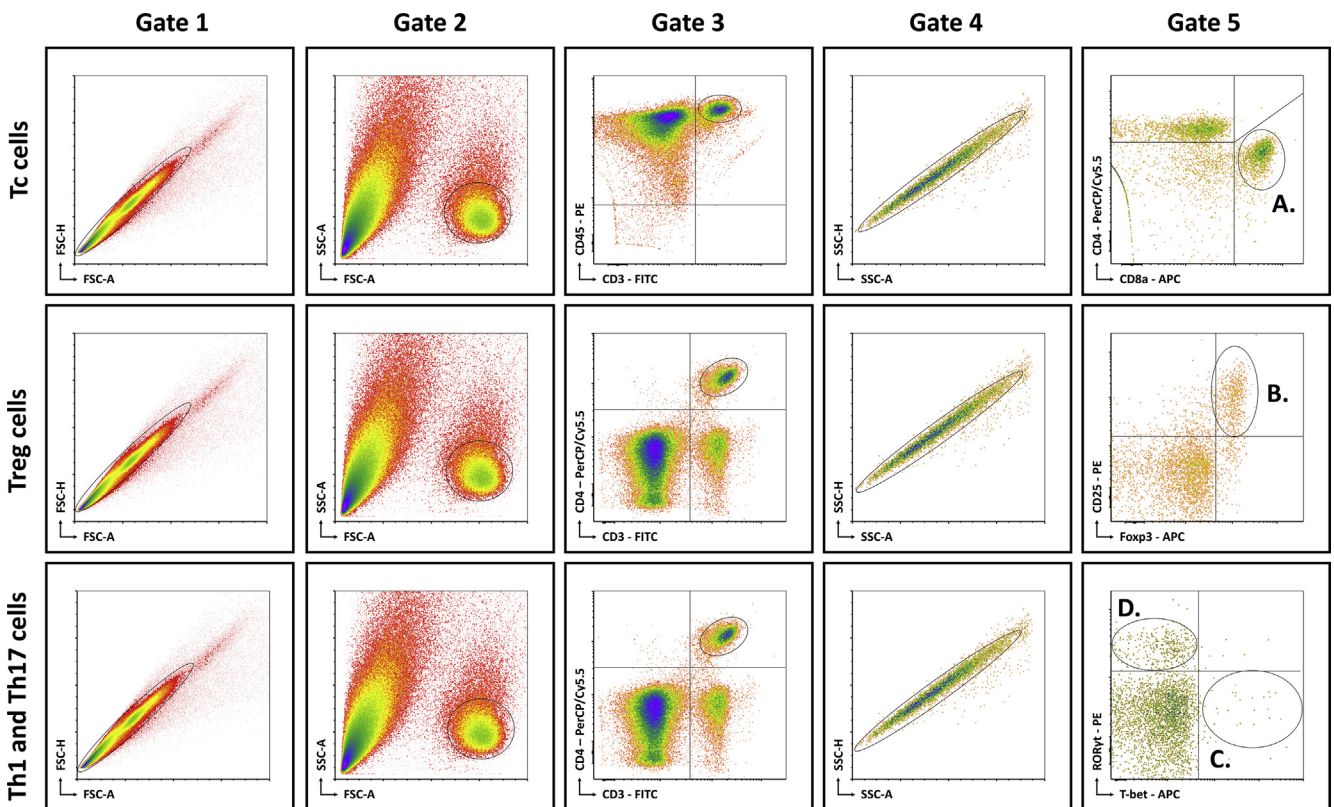 Gate 1
Gate 2
Gate 3
Gate 4
Gate 5
Tc cells
FSC-H
FSC-A
SSC-A
FSC-A
CD45 - PE
CD3 - FITC
SSC-H
SSC-A
CD4 - PerCP/Cy5.5
CD8a - APC
A.
Treg cells
FSC-H
FSC-A
SSC-A
FSC-A
CD4 – PerCP/Cy5.5
CD3 - FITC
SSC-H
SSC-A
CD25 - PE
Foxp3 - APC
B.
Th1 and Th17 cells
FSC-H
FSC-A
SSC-A
FSC-A
CD4 – PerCP/Cy5.5
CD3 - FITC
SSC-H
SSC-A
D.
RORγt - PE
T-bet - APC
C.